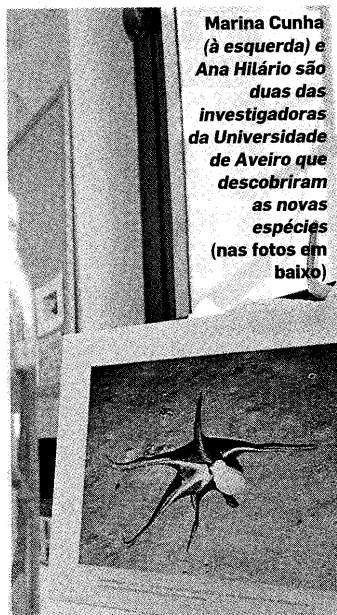 Marina Cunha
(à esquerda) e
Ana Hilário são
duas das
investigadoras
da Universidade
de Aveiro que
descobriram
as novas
espécies
(nas fotos em
baixo)